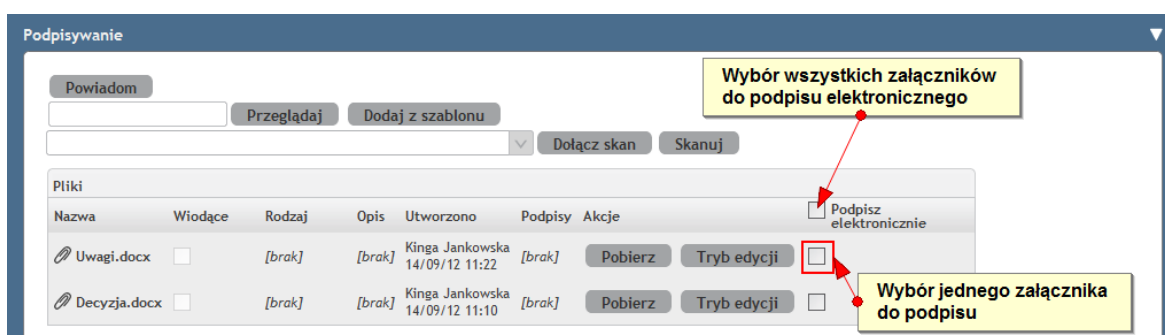 Podpisywanie
Wybór wszystkich załączników
do podpisu elektronicznego
Powiadom
Przeglądaj Dodaj z szablonu
Dołącz skan Skanuj
Pliki
Nazwa Wiodące Rodzaj Opis Utworzono Podpisy Akcje Podpisz
elektronicznie
Uwagi.docx [brak] [brak] Kinga Jankowska [brak] Pobierz Tryb edycji
14/09/12 11:22
Decyzja.docx [brak] [brak] Kinga Jankowska [brak] Pobierz Tryb edycji
14/09/12 11:10
Wybór jednego załącznika
do podpisu